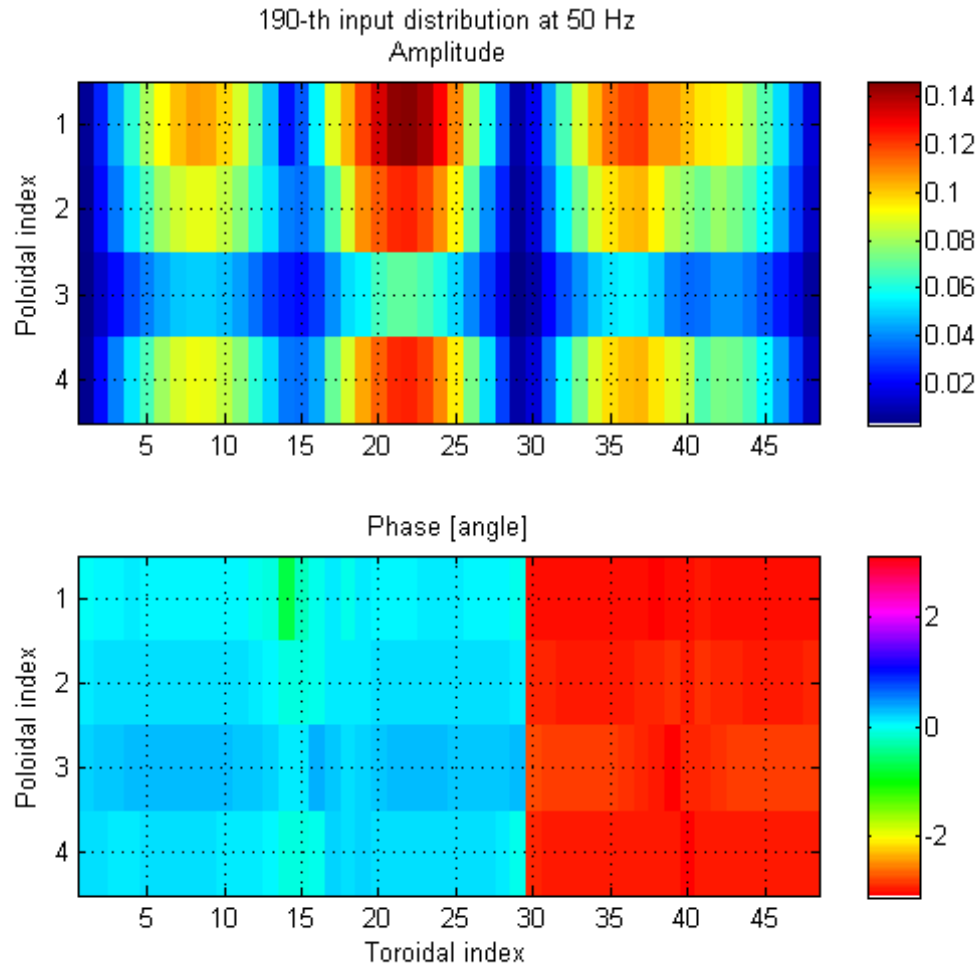 190-th input distribution at 50 Hz
Amplitude
Poloidal index
1
2
3
4
5 10 15 20 25 30 35 40 45
0.14
0.12
0.1
0.08
0.06
0.04
0.02
Phase [angle]
Poloidal index
1
2
3
4
5 10 15 20 25 30 35 40 45
Toroidal index
2
0
-2